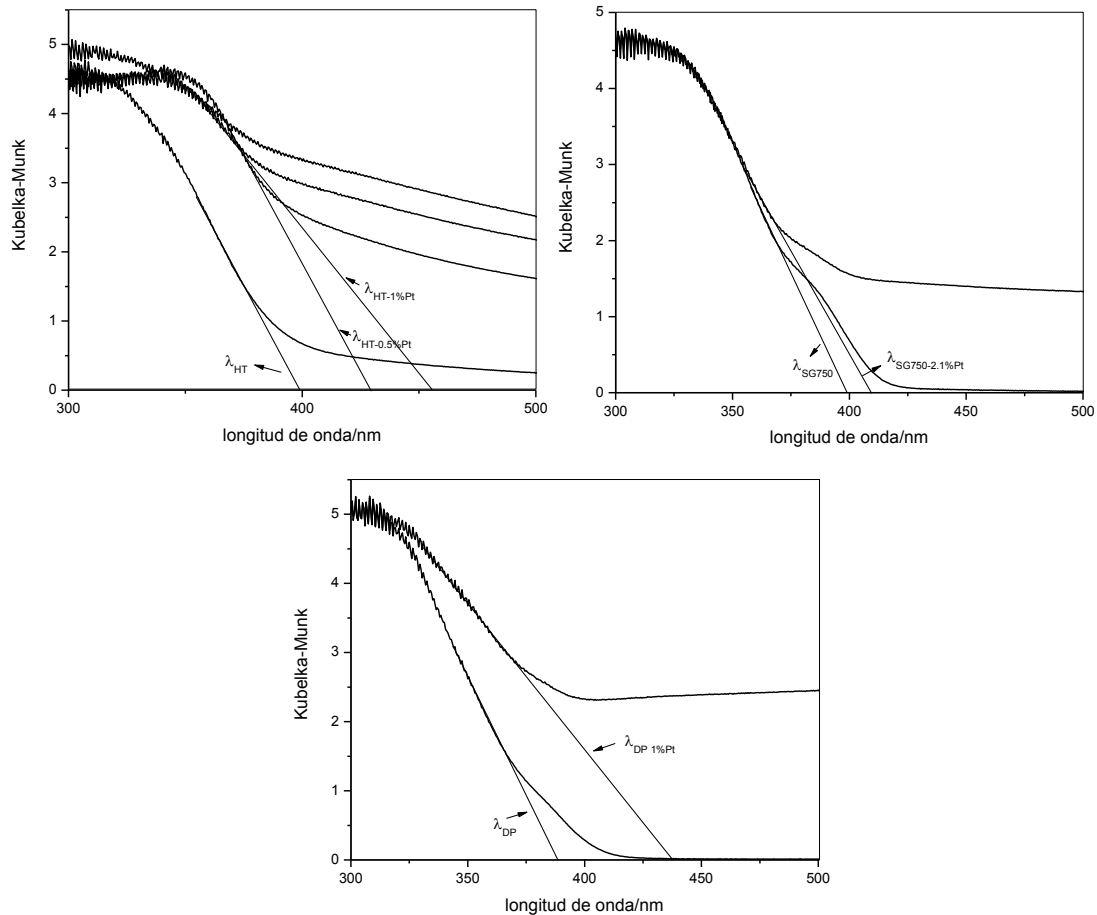 Kubelka-Munk
5
4
3
2
1
0
λHT-1%Pt
λHT-0.5%Pt
λHT
300
400
500
longitud de onda/nm
Kubelka-Munk
5
4
3
2
1
0
λSG750
λSG750-2.1%Pt
300
350
400
450
500
longitud de onda/nm
Kubelka-Munk
5
4
3
2
1
0
λDP 1%Pt
λDP
300
350
400
450
500
longitud de onda/nm